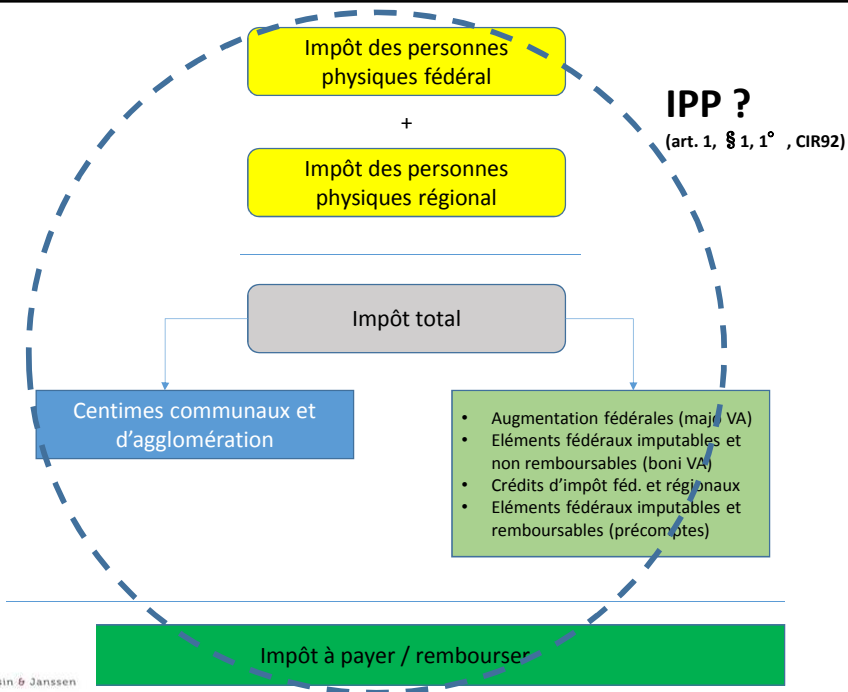 Impôt des personnes
physiques fédéral
IPP ?
(art. 1, § 1, 1° , CIR92)
+
Impôt des personnes
physiques régional
Impôt total
Centimes communaux et
d’agglomération
• Augmentation fédérales (majo VA)
• Eléments fédéraux imputables et
non remboursables (boni VA)
• Crédits d’impôt féd. et régionaux
• Eléments fédéraux imputables et
remboursables (précomptes)
Impôt à payer / rembourser
& Janssen